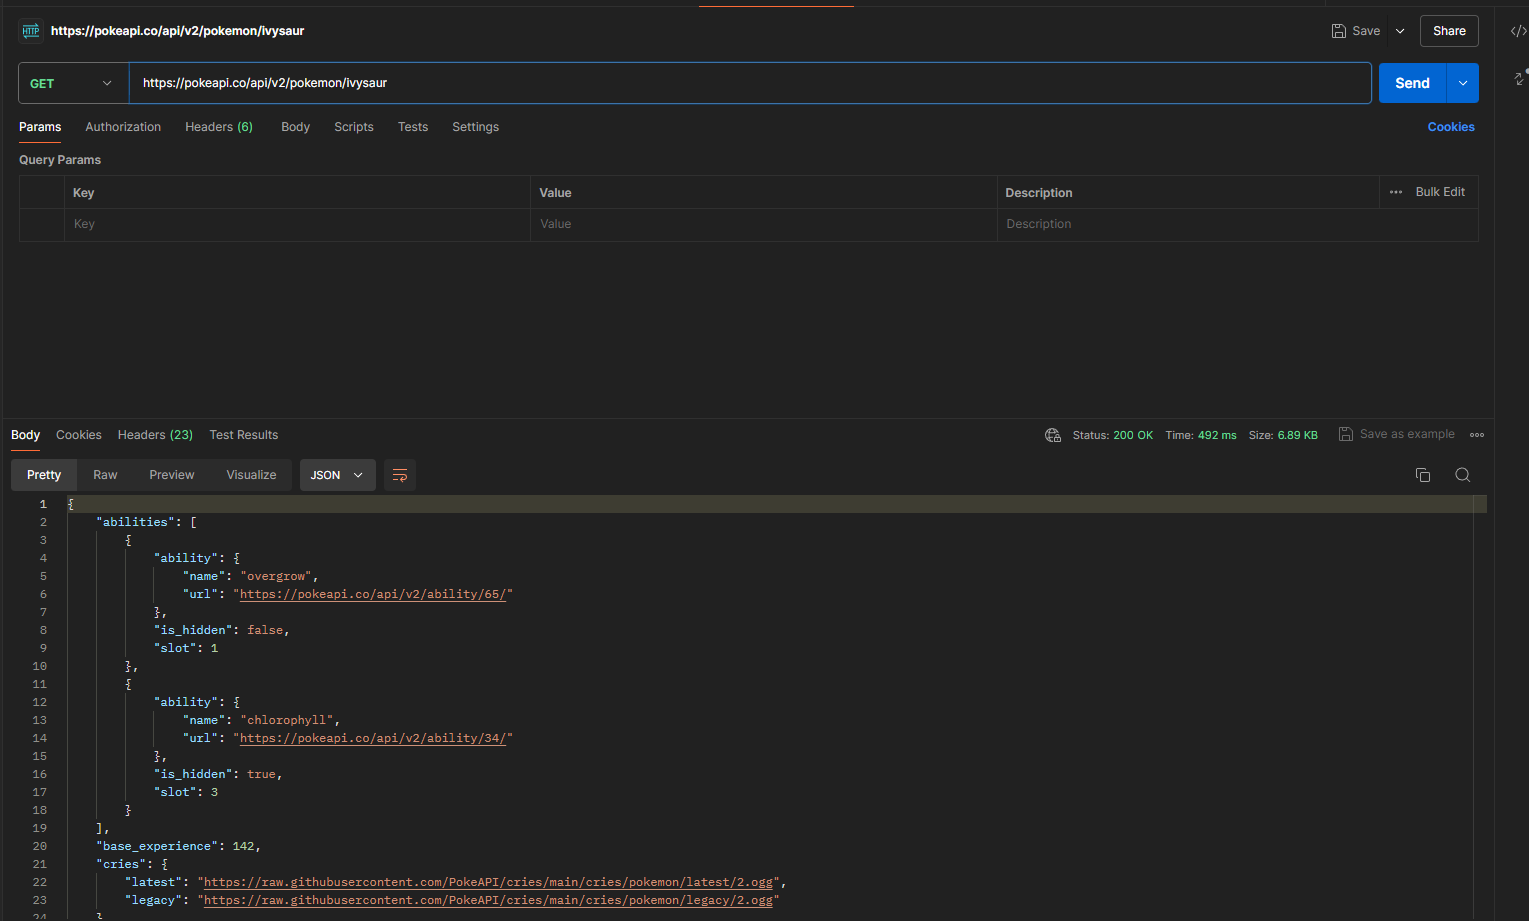 HTTP https://pokeapi.co/api/v2/pokemon/ivysaur Save Share </>
GET https://pokeapi.co/api/v2/pokemon/ivysaur Send
Params Authorization Headers (6) Body Scripts Tests Settings Cookies
Query Params
Key Value Description ••• Bulk Edit
Key Value Description
Body Cookies Headers (23) Test Results Status: 200 OK Time: 492 ms Size: 6.89 KB Save as example
Pretty Raw Preview Visualize JSON
1 {
2 "abilities": [
3 {
4 "ability": {
5 "name": "overgrow",
6 "url": "https://pokeapi.co/api/v2/ability/65/"
7 },
8 "is_hidden": false,
9 "slot": 1
10 },
11 {
12 "ability": {
13 "name": "chlorophyll",
14 "url": "https://pokeapi.co/api/v2/ability/34/"
15 },
16 "is_hidden": true,
17 "slot": 3
18 }
19 ],
20 "base_experience": 142,
21 "cries": {
22 "latest": "https://raw.githubusercontent.com/PokeAPI/cries/main/cries/pokemon/latest/2.ogg",
23 "legacy": "https://raw.githubusercontent.com/PokeAPI/cries/main/cries/pokemon/legacy/2.ogg"
24 }